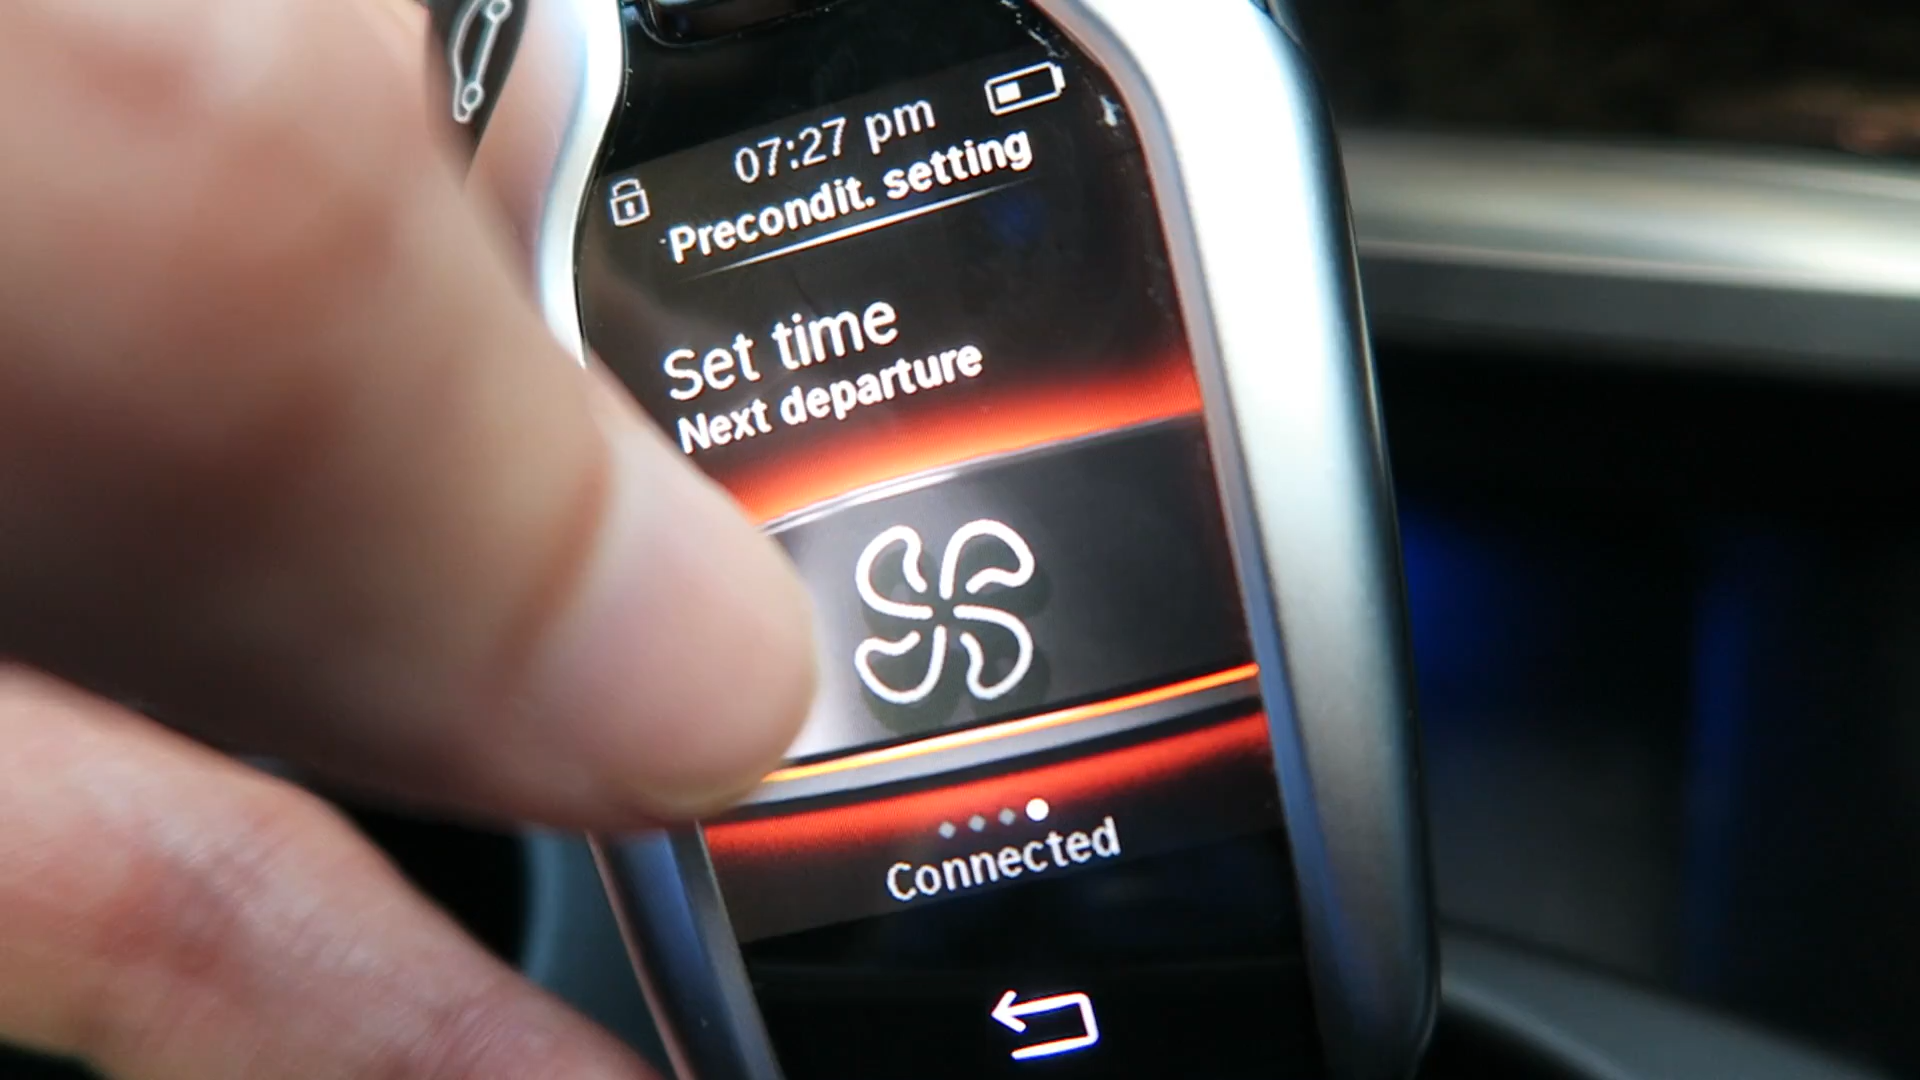 07:27 pm
Precondit. setting
Set time
Next departure
Connected